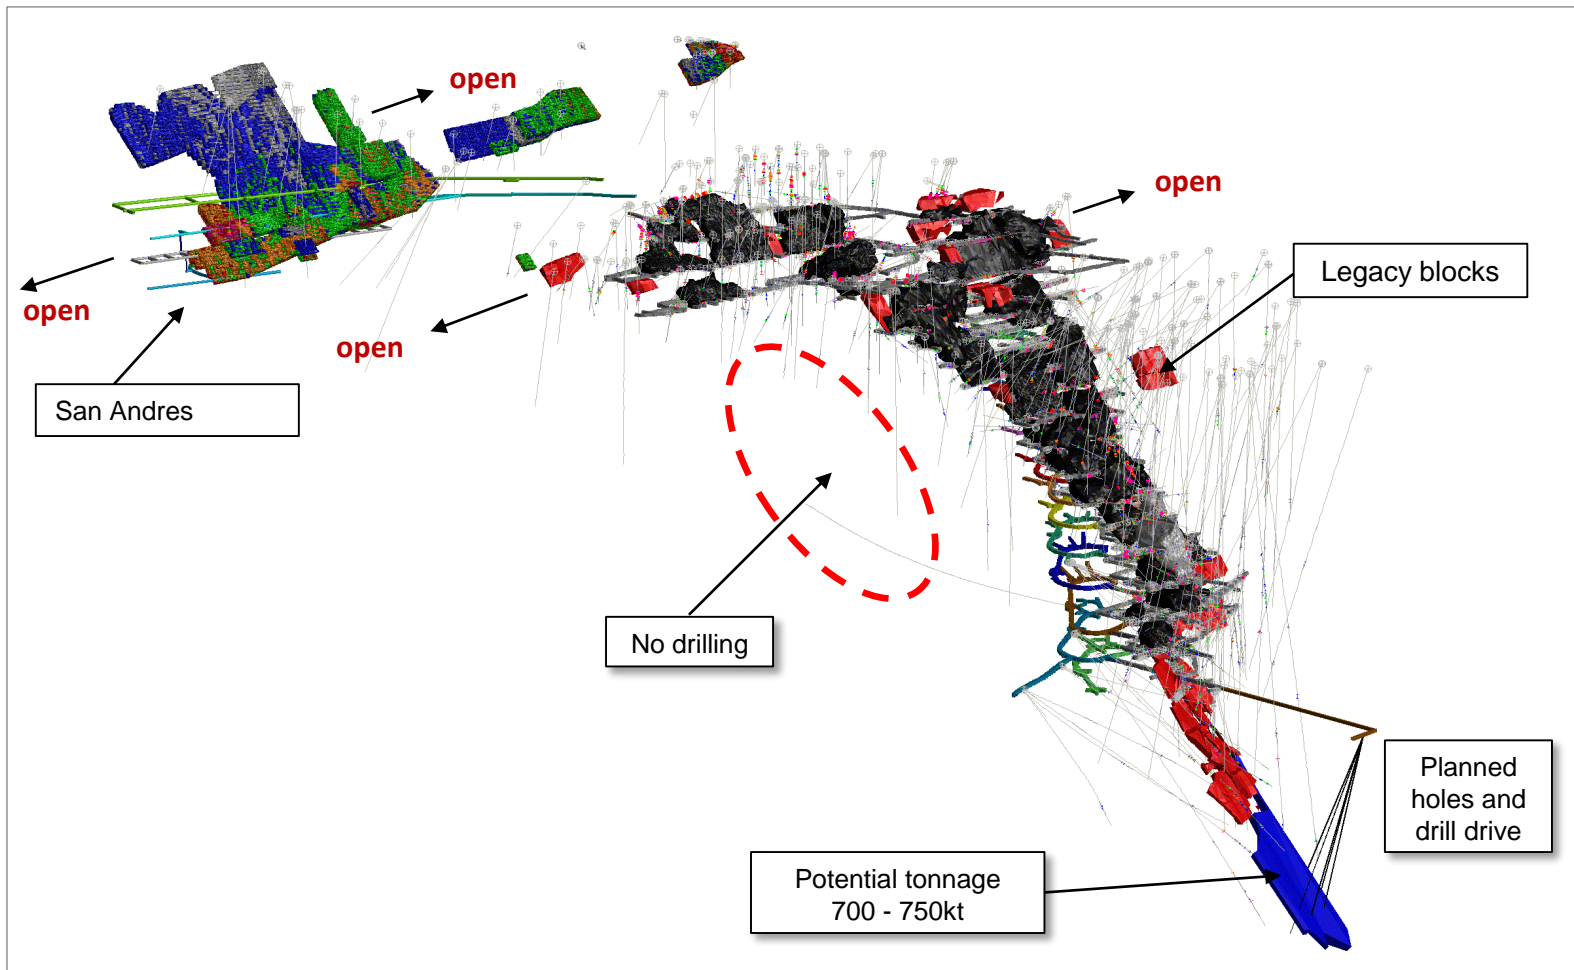 open
open
Legacy blocks
open
open
San Andres
No drilling
Planned
holes and
drill drive
Potential tonnage
700 - 750kt